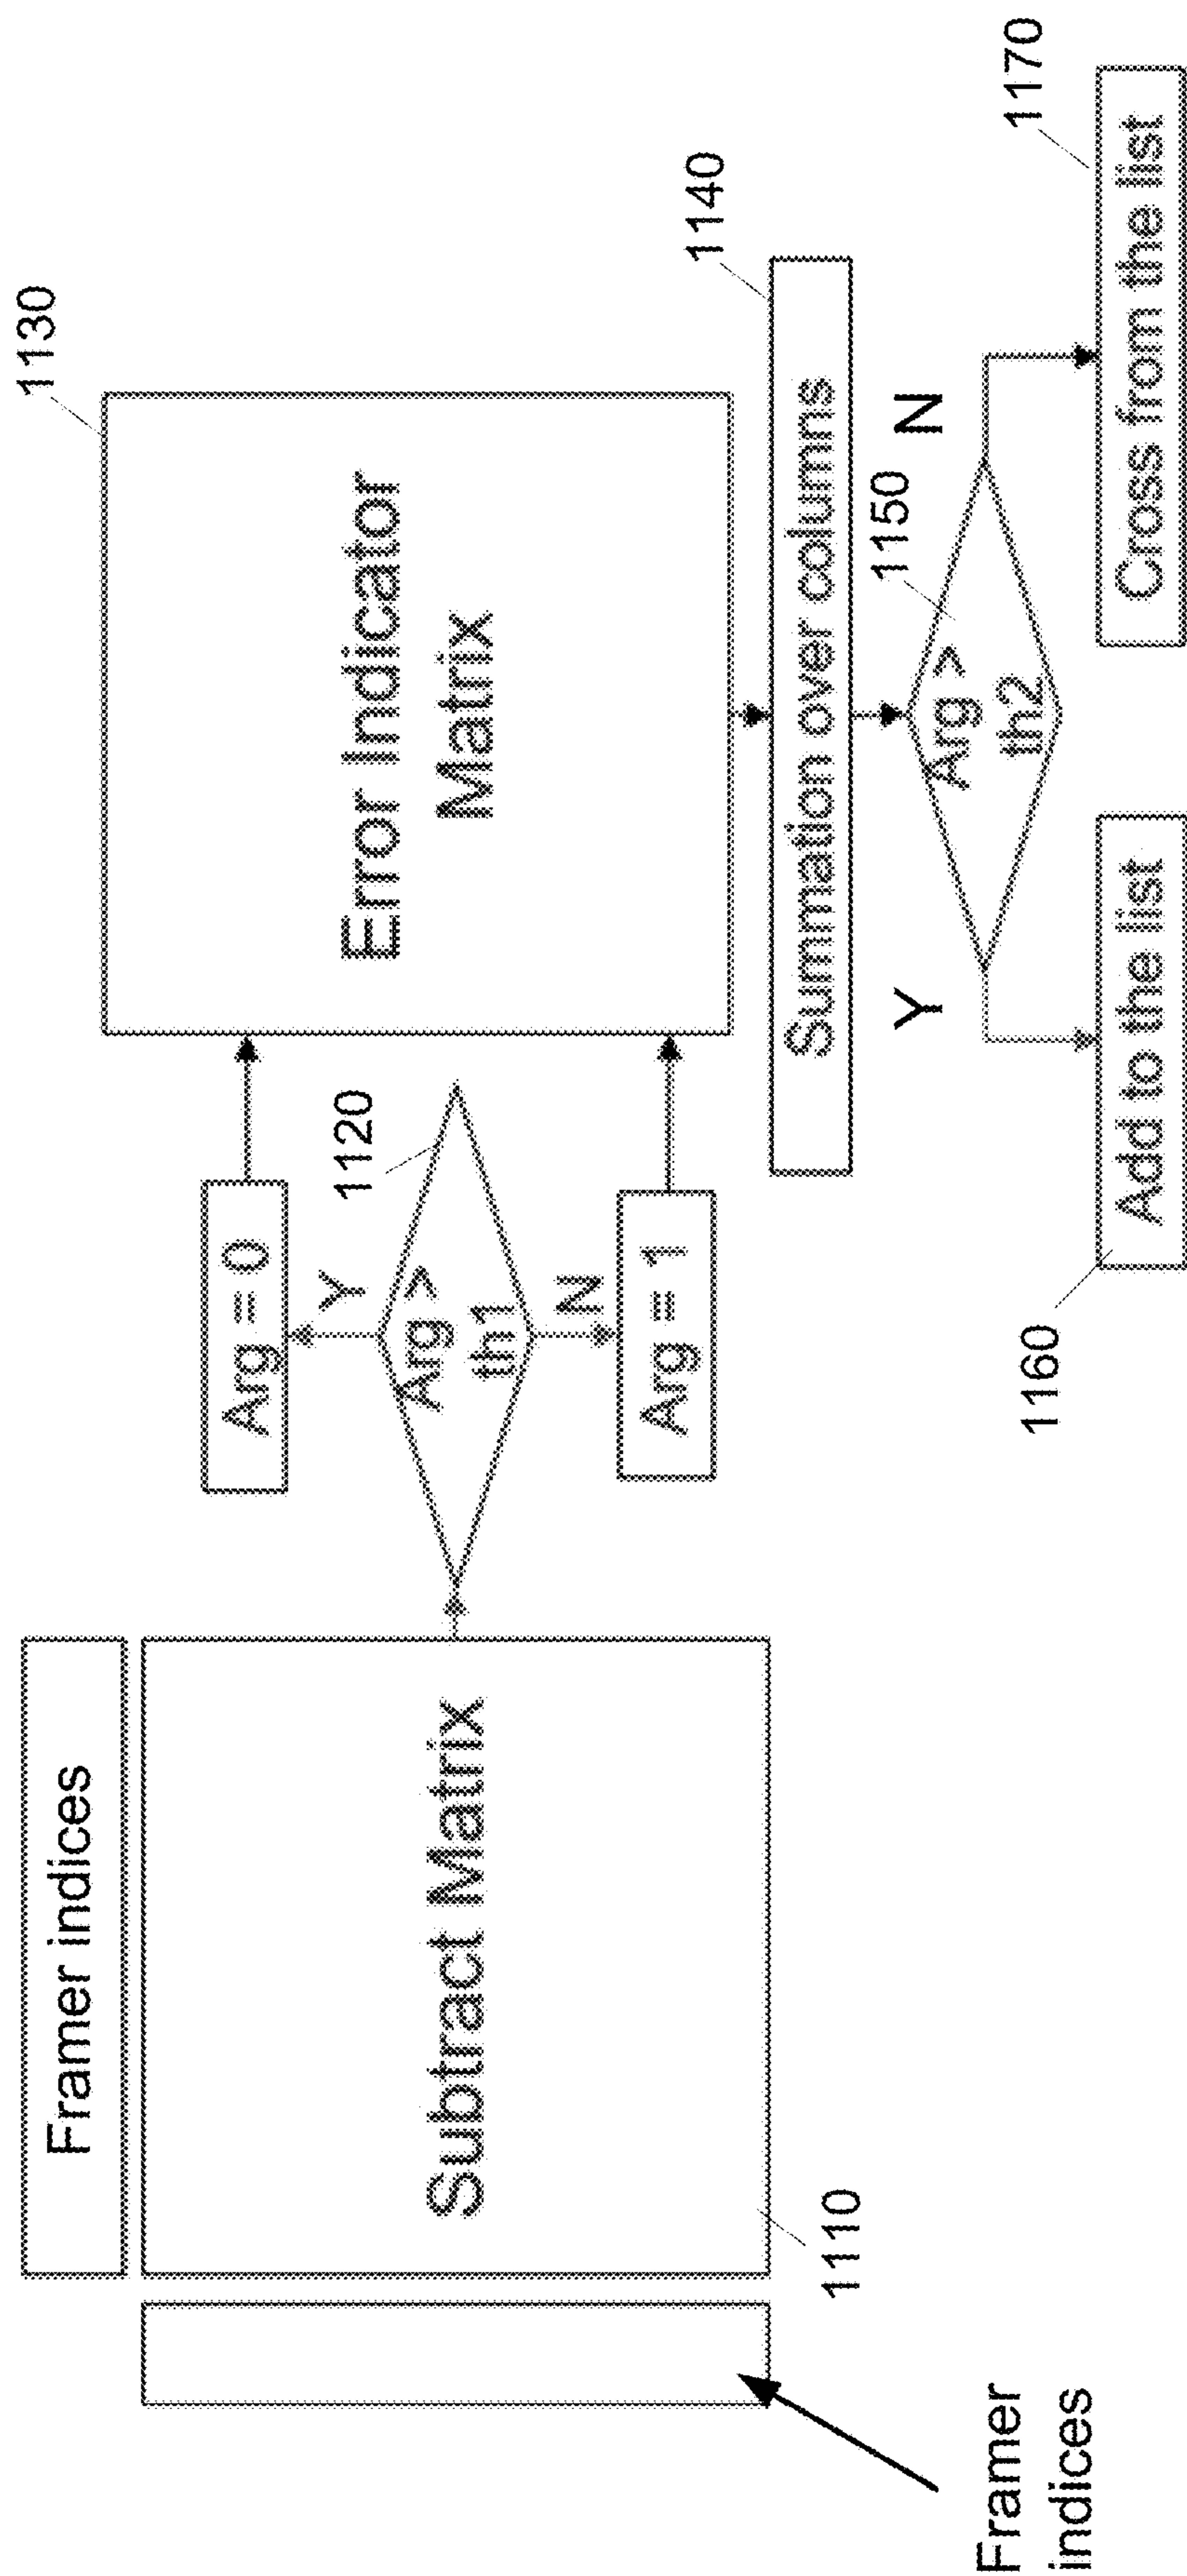 Framer indices
Subtract Matrix
1110
Framer
indices
Arg = 0
Y
Arg >
th1
1120
N
Arg = 1
1130
Error Indicator
Matrix
1140
Summation over columns
Y
Arg >
th2
1150
N
1160
Add to the list
1170
Cross from the list